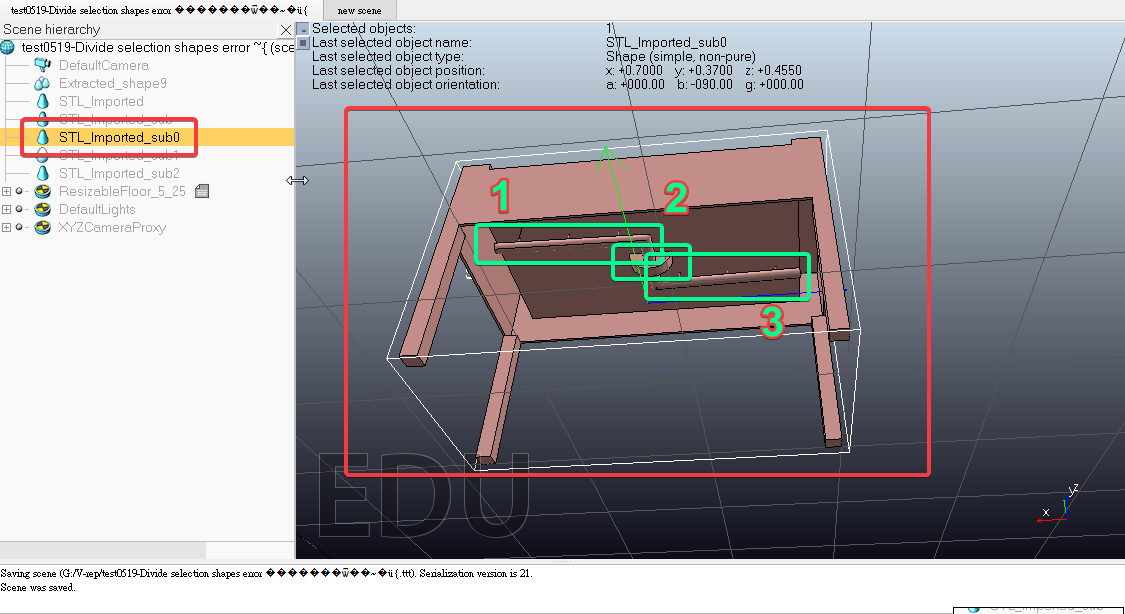 test0519-Divide selection shapes error
new scene
Scene hierarchy
test0519-Divide selection shapes error ~{ (sce
DefaultCamera
Extracted_shape9
STL_Imported
STL_Imported_sub
STL_Imported_sub0
STL_Imported_sub1
STL_Imported_sub2
ResizableFloor_5_25
DefaultLights
XYZCameraProxy
Selected objects: 1
Last selected object name: STL_Imported_sub0
Last selected object type: Shape (simple, non-pure)
Last selected object position: x: +0.7000 y: +0.3700 z: +0.4550
Last selected object orientation: a: +000.00 b: -090.00 g: +000.00
1
2
3
EDU
z
y
x
Saving scene (G:/V-rep/test0519-Divide selection shapes error .ttt). Serialization version is 21.
Scene was saved.
STL_Imported_sub